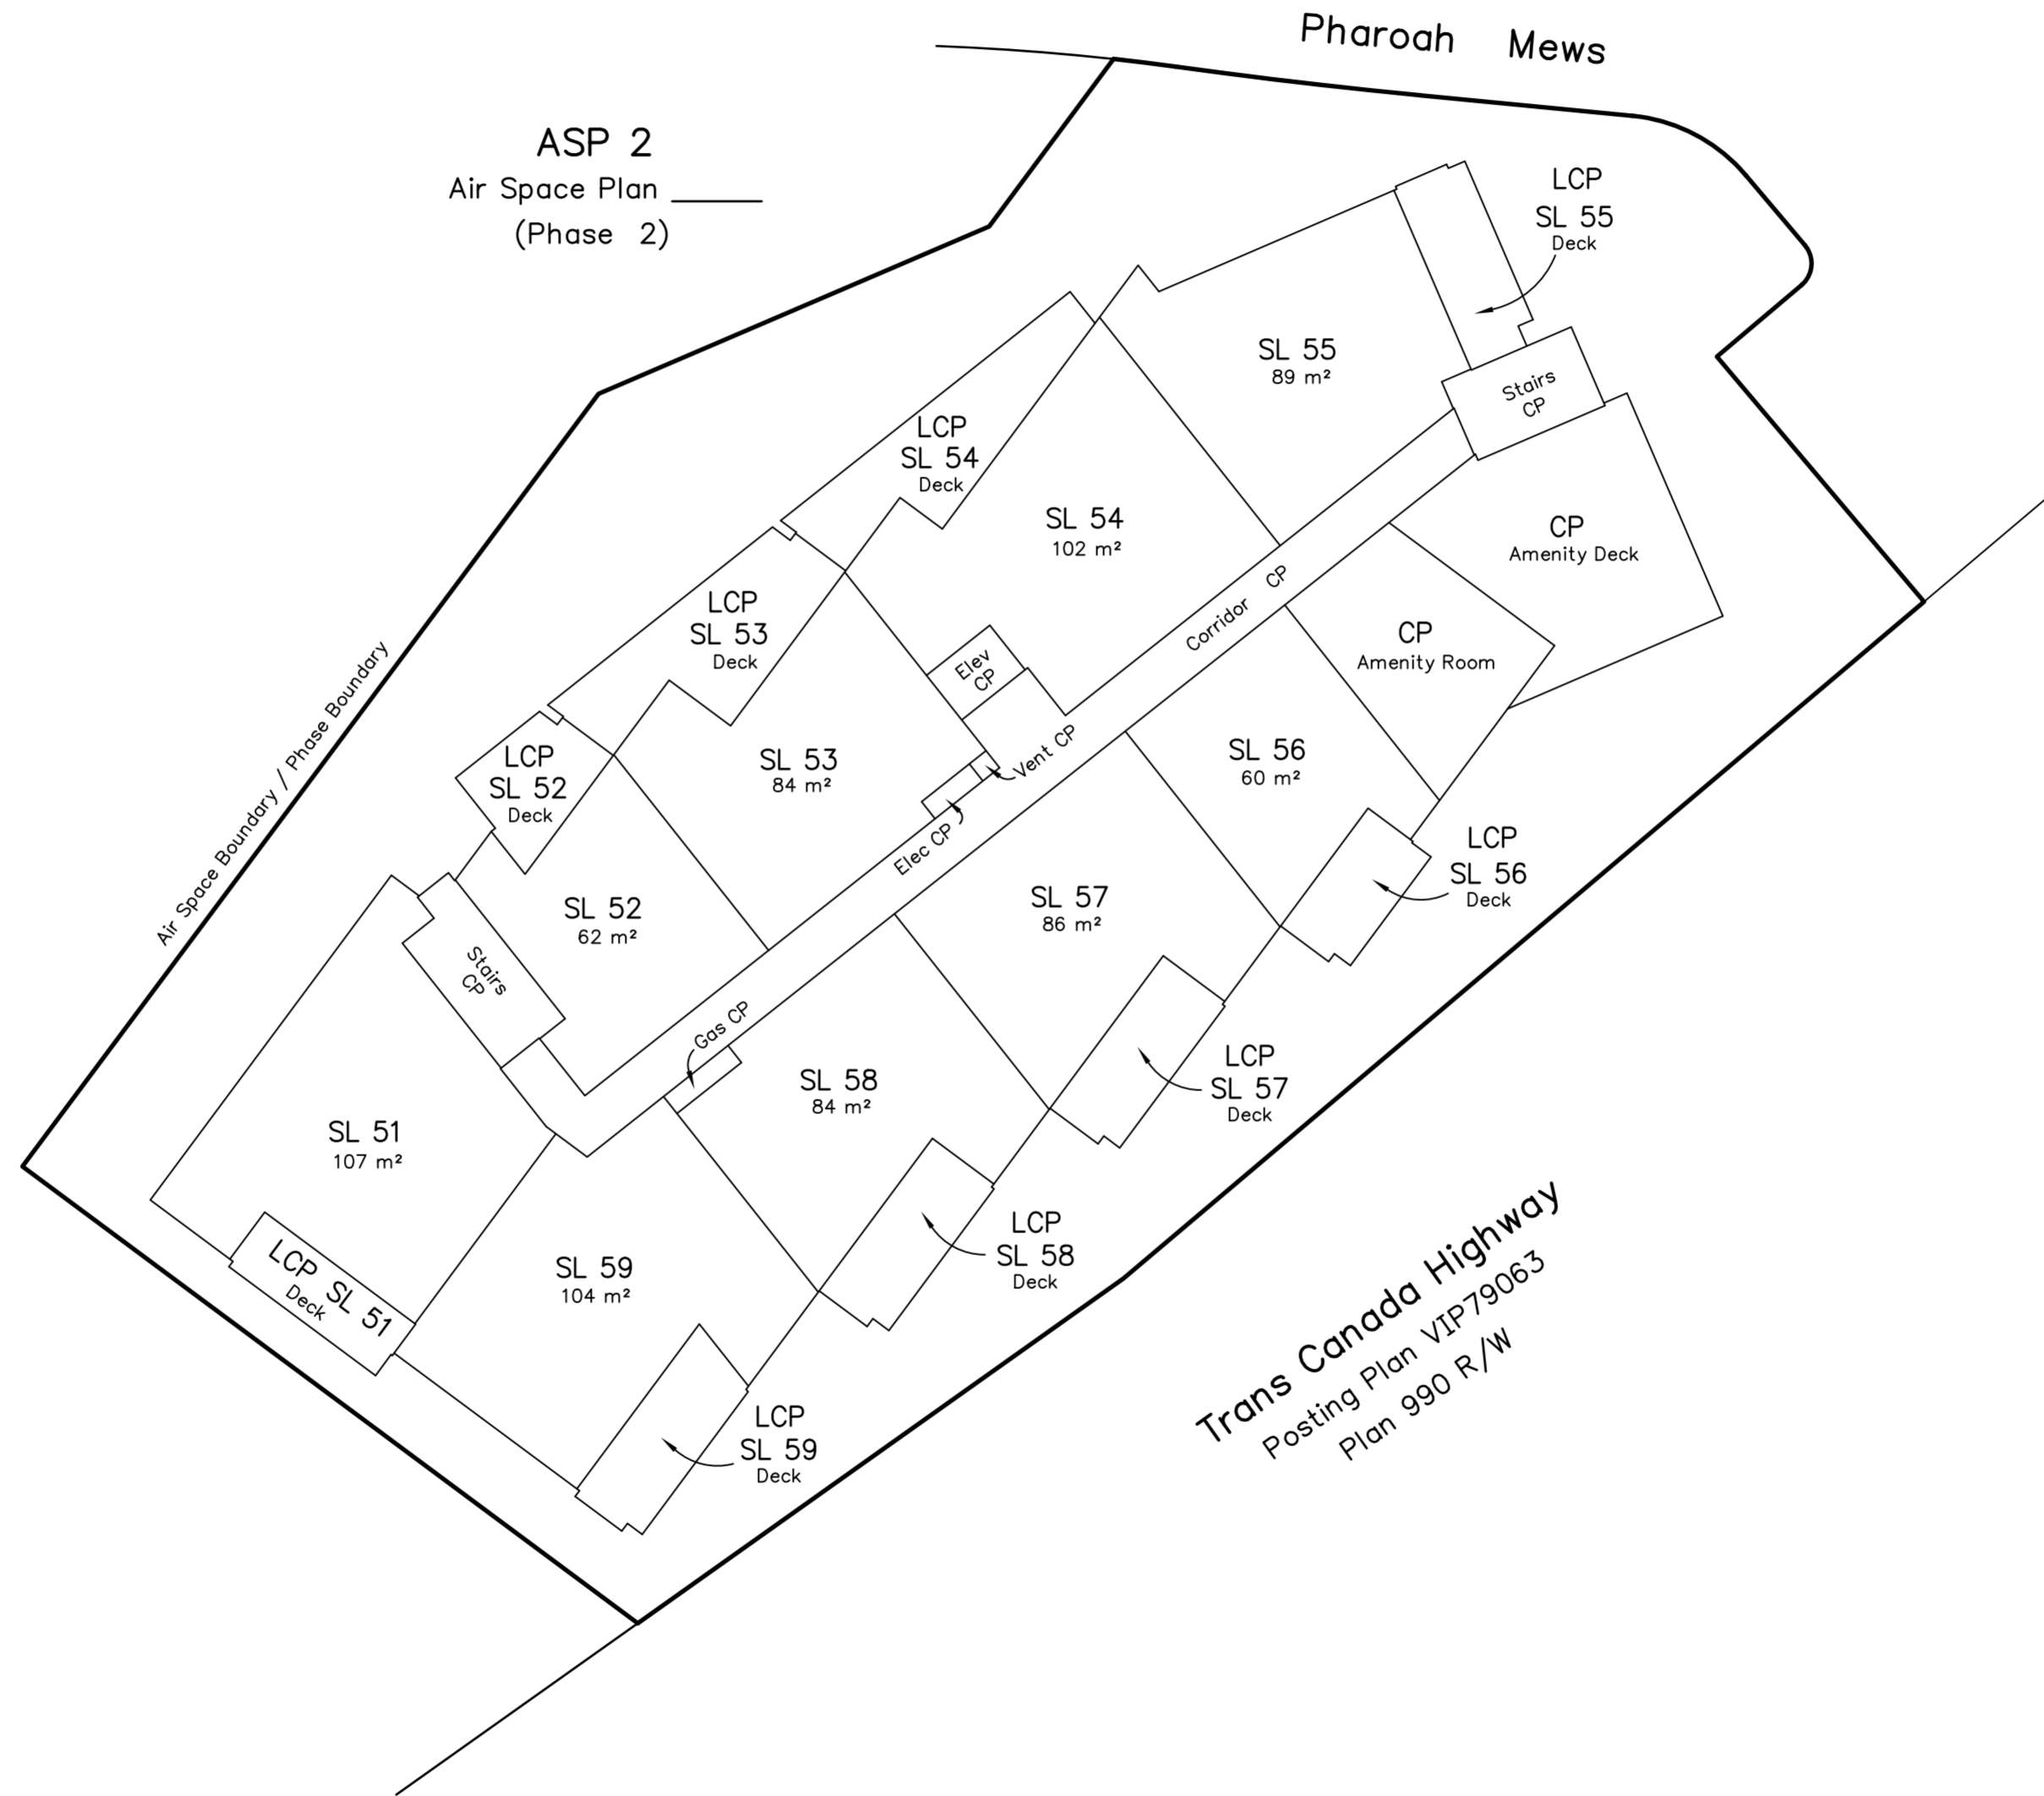 Pharoah Mews
ASP 2
Air Space Plan
(Phase 2)
LCP
SL 55
Deck
SL 55
89 m²
Stairs
CP
LCP
SL 54
Deck
SL 54
102 m²
CP
Amenity Deck
LCP
SL 53
Deck
Corridor CP
CP
Amenity Room
Elev
CP
Air Space Boundary / Phase Boundary
LCP
SL 52
Deck
SL 53
84 m²
Vent CP
SL 56
60 m²
Elec CP
LCP
SL 56
Deck
SL 52
62 m²
SL 57
86 m²
Stairs
CP
Gas CP
SL 58
84 m²
LCP
SL 57
Deck
SL 51
107 m²
LCP
SL 58
Deck
LCP SL 51
Deck
SL 59
104 m²
LCP
SL 59
Deck
Trans Canada Highway
Posting Plan VIP79063
Plan 990 R/W